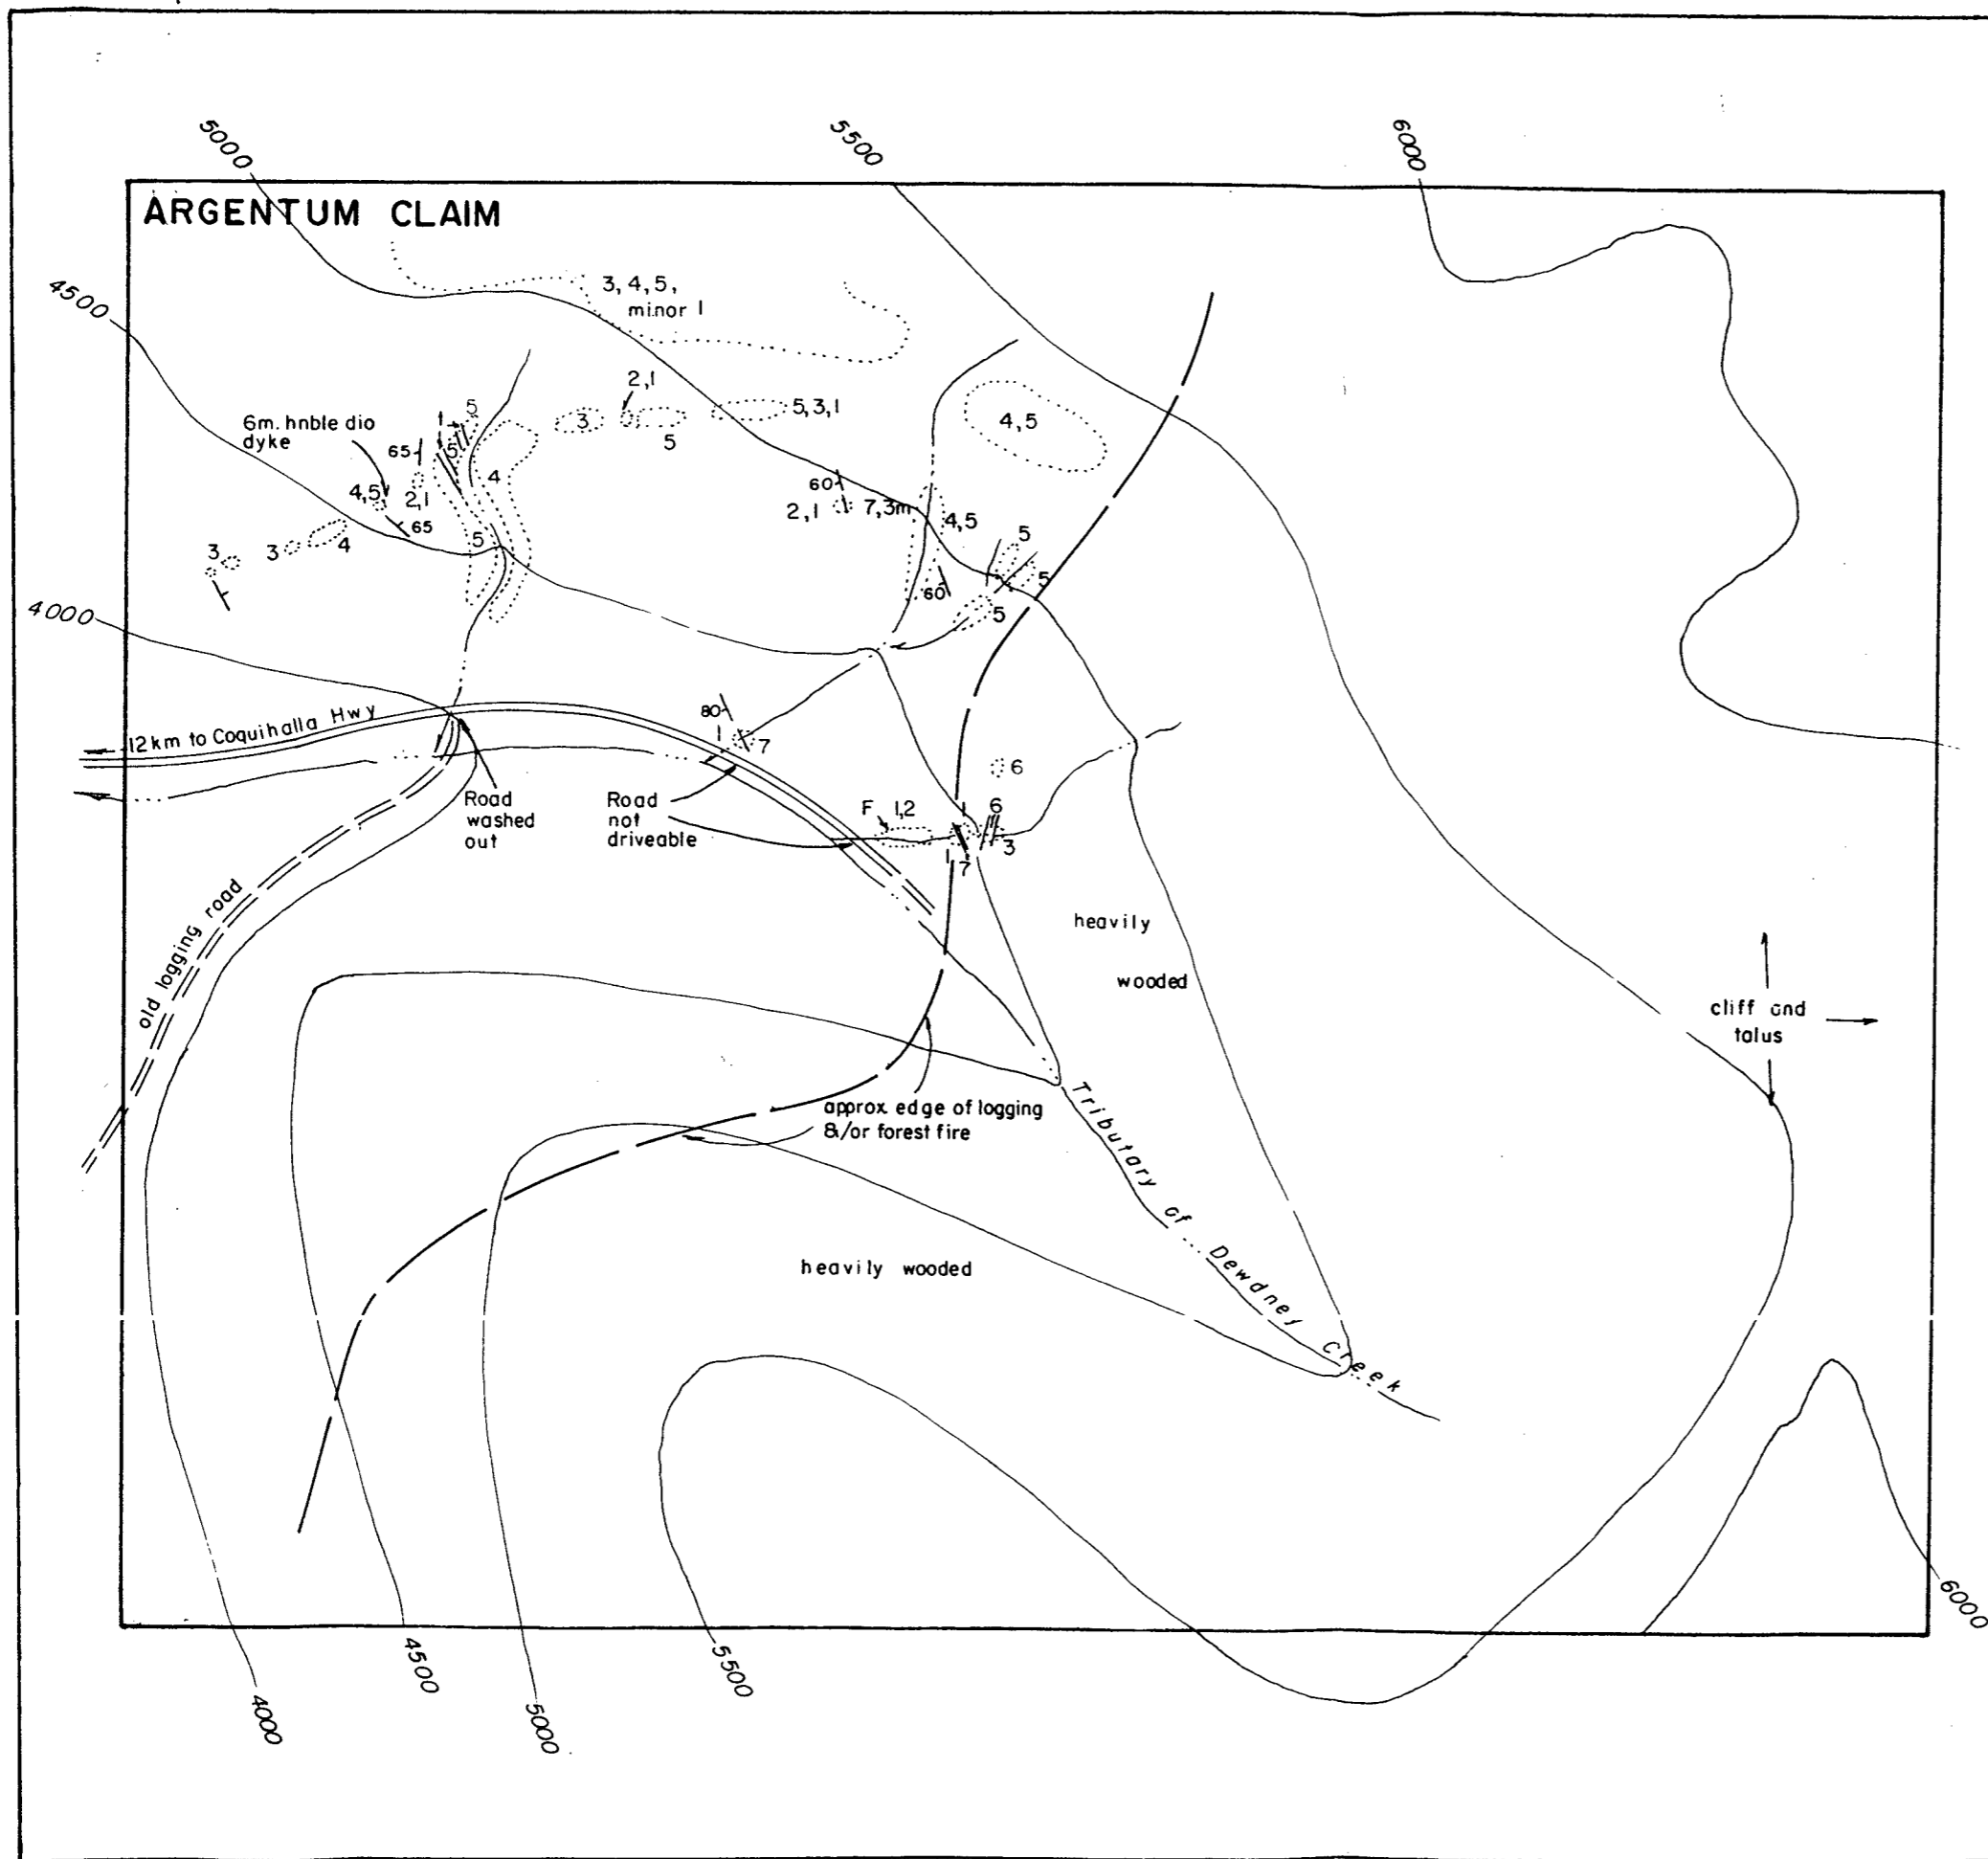 5000
5500
6000
ARGENTUM CLAIM
4500
3, 4, 5,
minor 1
2,1
5
3
5
5,3,1
4,5
6m. hnble dio
dyke
65
5
4
4,5
2,1
65
60
2,1
7,3m
4,5
5
5
60
5
3
3
4
5
4000
12km to Coquihalla Hwy
80
1
7
6
Road
washed
out
Road
not
driveable
F
1,2
1
6
3
1
7
heavily
wooded
old logging road
cliff and
talus
approx. edge of logging
&/or forest fire
Tributary of Dewdney Creek
heavily wooded
4000
4500
5000
5500
6000